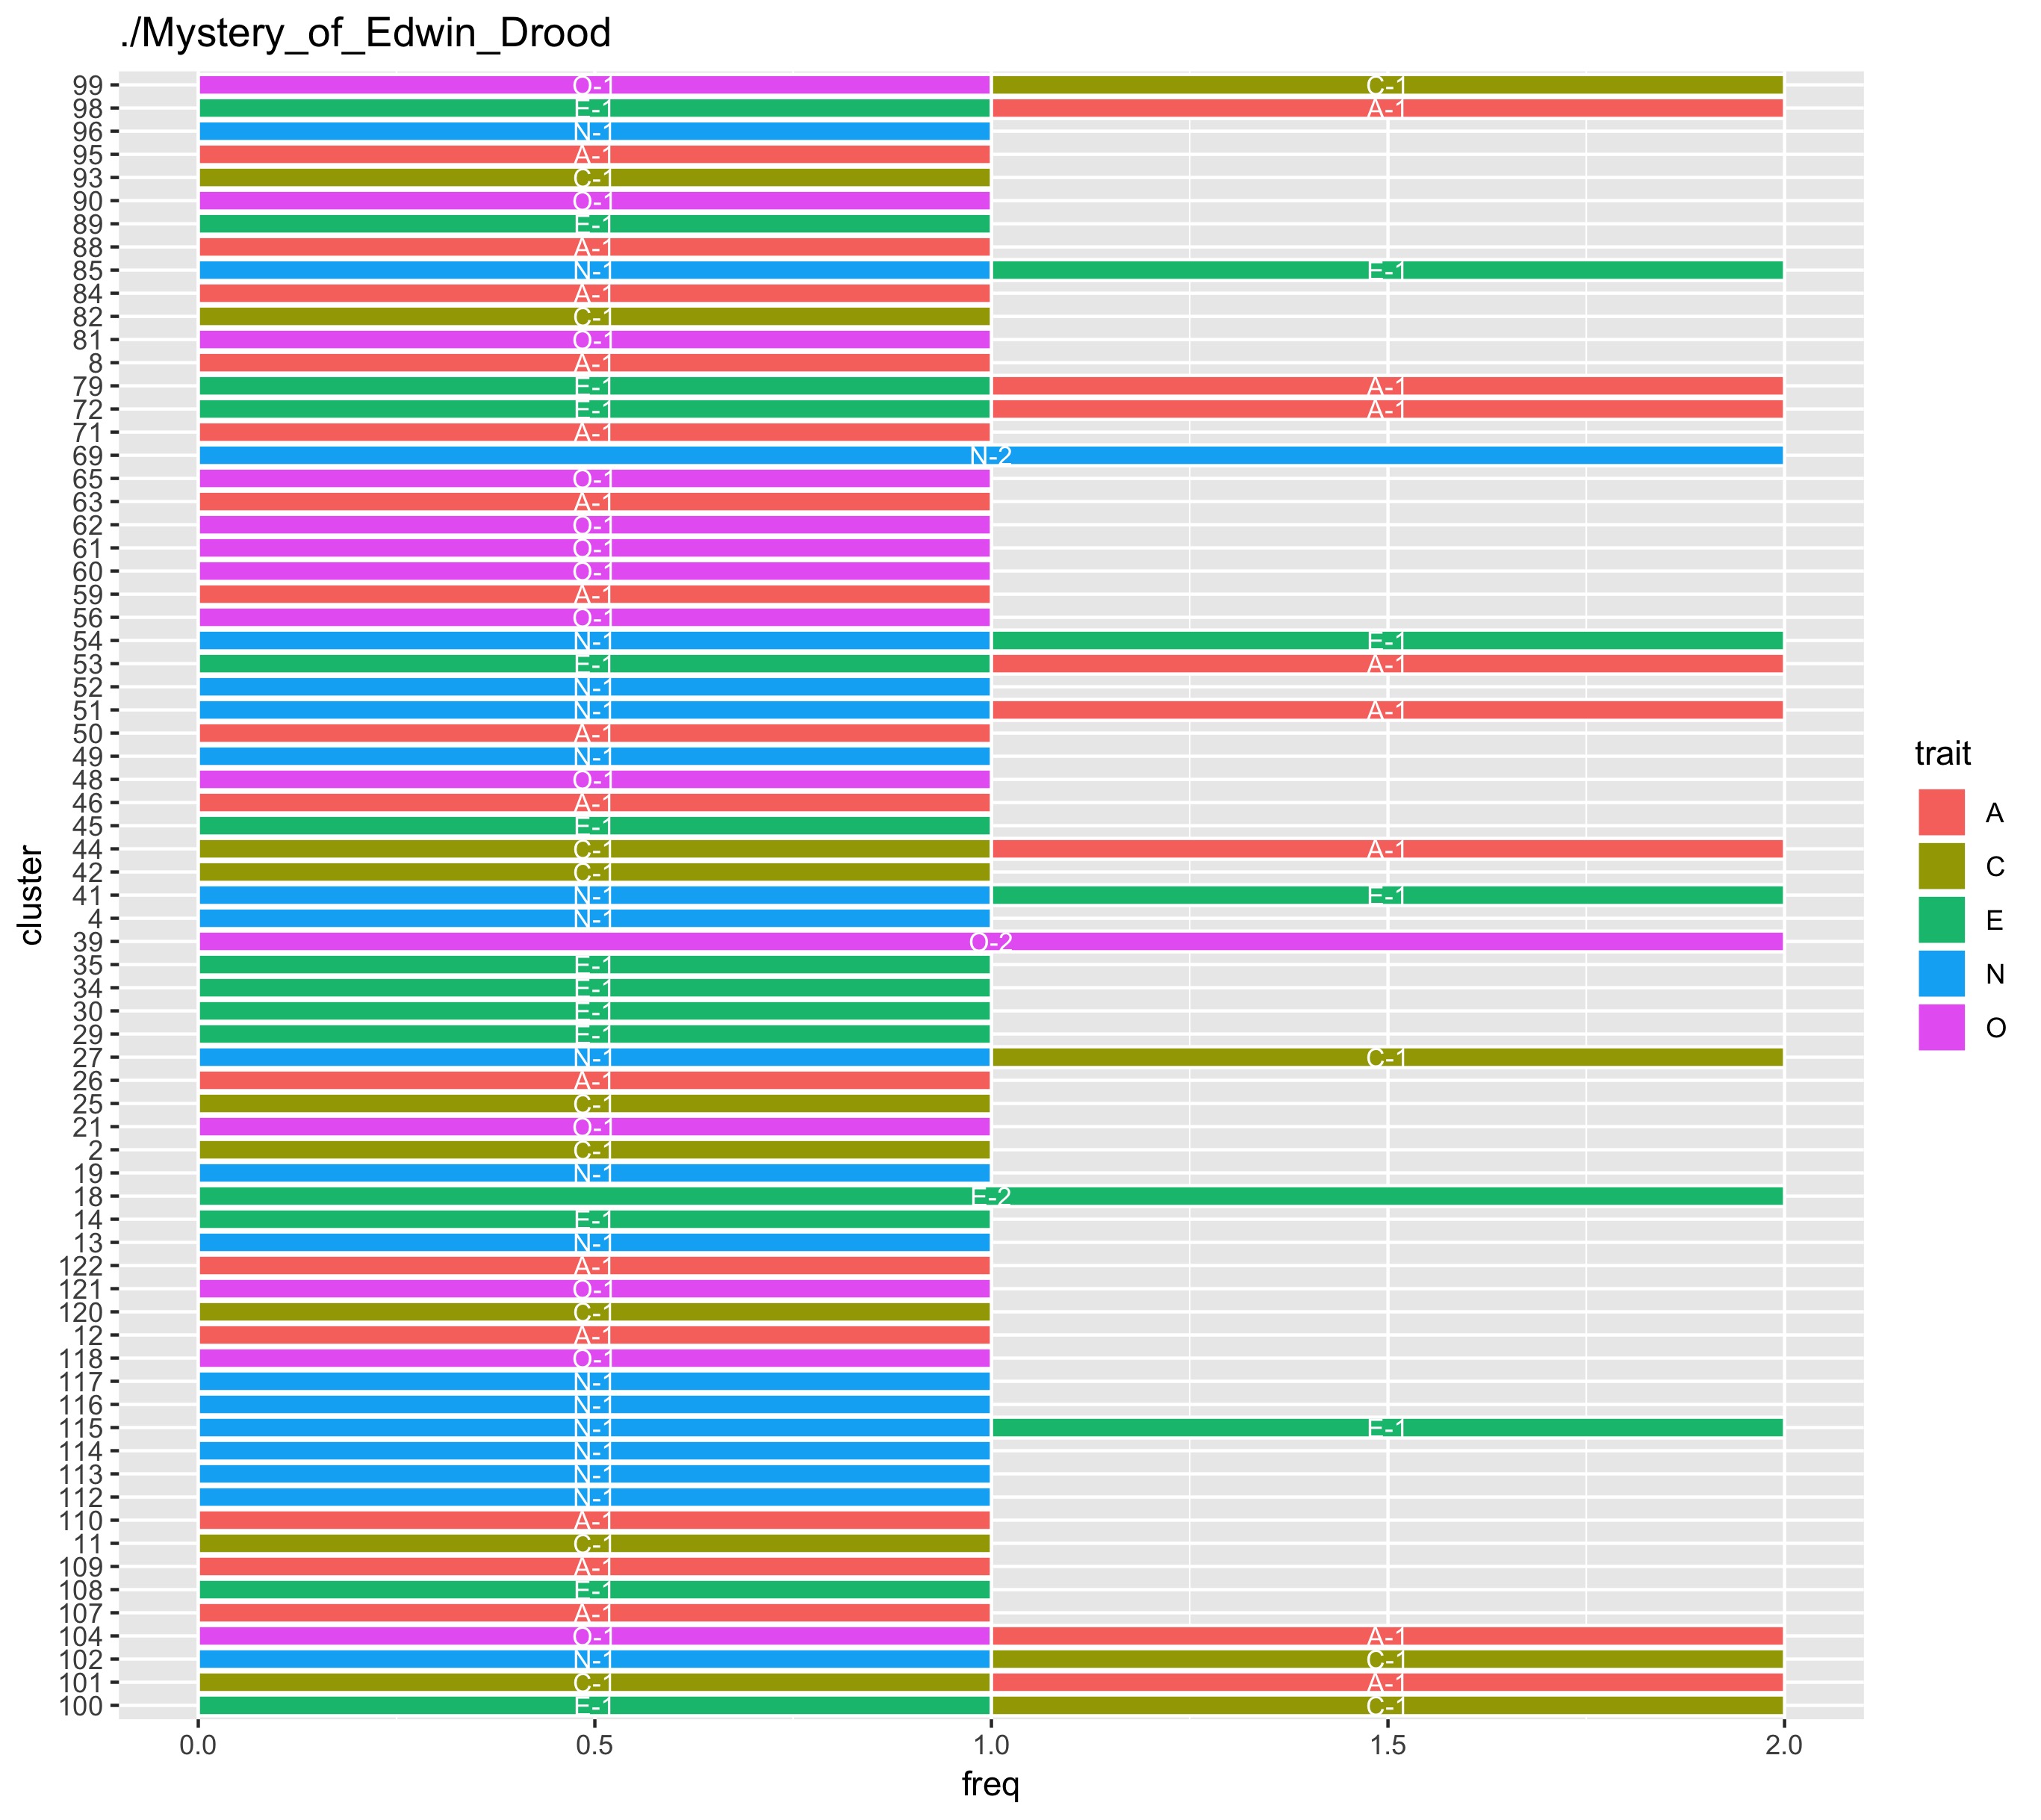 ./Mystery_of_Edwin_Drood
99 O-1 C-1
98 E-1 A-1
96 N-1
95 A-1
93 C-1
90 O-1
89 E-1
88 A-1
85 N-1 E-1
84 A-1
82 C-1
81 O-1
8 A-1
79 E-1 A-1
72 E-1 A-1
71 A-1
69 N-2
65 O-1
63 A-1
62 O-1
61 O-1
60 O-1
59 A-1
56 O-1
54 N-1 E-1
53 E-1 A-1
52 N-1
51 N-1 A-1
50 A-1
49 N-1
48 O-1
46 A-1
45 E-1
44 C-1 A-1
42 C-1
41 N-1 E-1
4 N-1
39 O-2
35 E-1
34 E-1
30 E-1
29 E-1
27 N-1 C-1
26 A-1
25 C-1
21 O-1
2 C-1
19 N-1
18 E-2
14 E-1
13 N-1
122 A-1
121 O-1
120 C-1
12 A-1
118 O-1
117 N-1
116 N-1
115 N-1 E-1
114 N-1
113 N-1
112 N-1
110 A-1
11 C-1
109 A-1
108 E-1
107 A-1
104 O-1 A-1
102 N-1 C-1
101 C-1 A-1
100 E-1 C-1
0.0 0.5 1.0 1.5 2.0
freq
cluster
trait
A
C
E
N
O